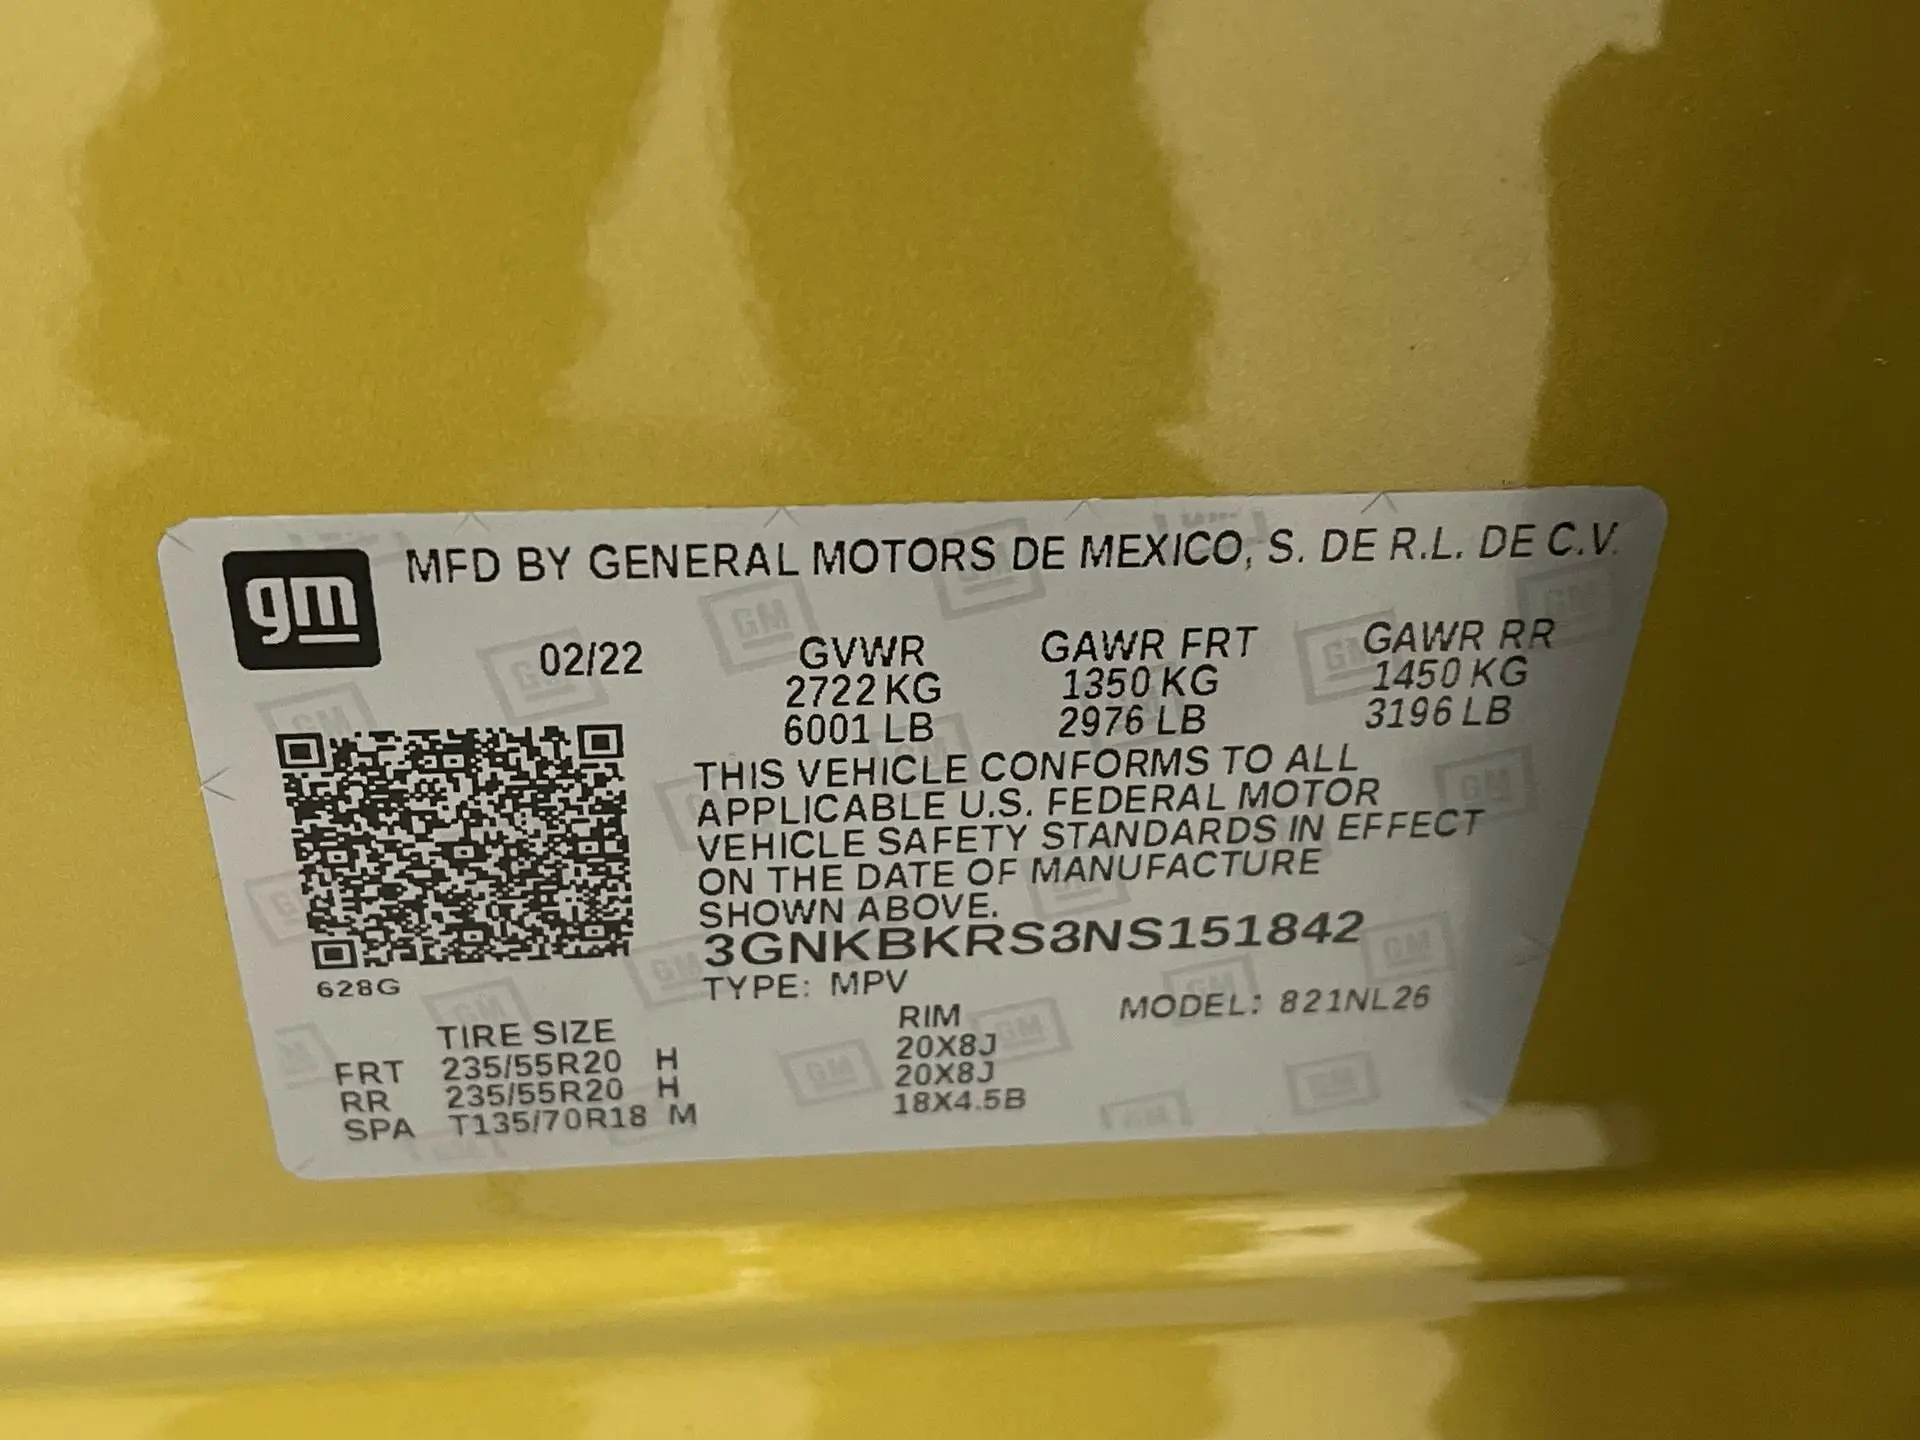 gm
MFD BY GENERAL MOTORS DE MEXICO, S. DE R.L. DE C.V.
02/22
GVWR GAWR FRT GAWR RR
2722 KG 1350 KG 1450 KG
6001 LB 2976 LB 3196 LB
THIS VEHICLE CONFORMS TO ALL
APPLICABLE U.S. FEDERAL MOTOR
VEHICLE SAFETY STANDARDS IN EFFECT
ON THE DATE OF MANUFACTURE
SHOWN ABOVE.
3GNKBKRS3NS151842
628G
TYPE: MPV MODEL: 821NL26
TIRE SIZE RIM
FRT 235/55R20 H 20X8J
RR 235/55R20 H 20X8J
SPA T135/70R18 M 18X4.5B